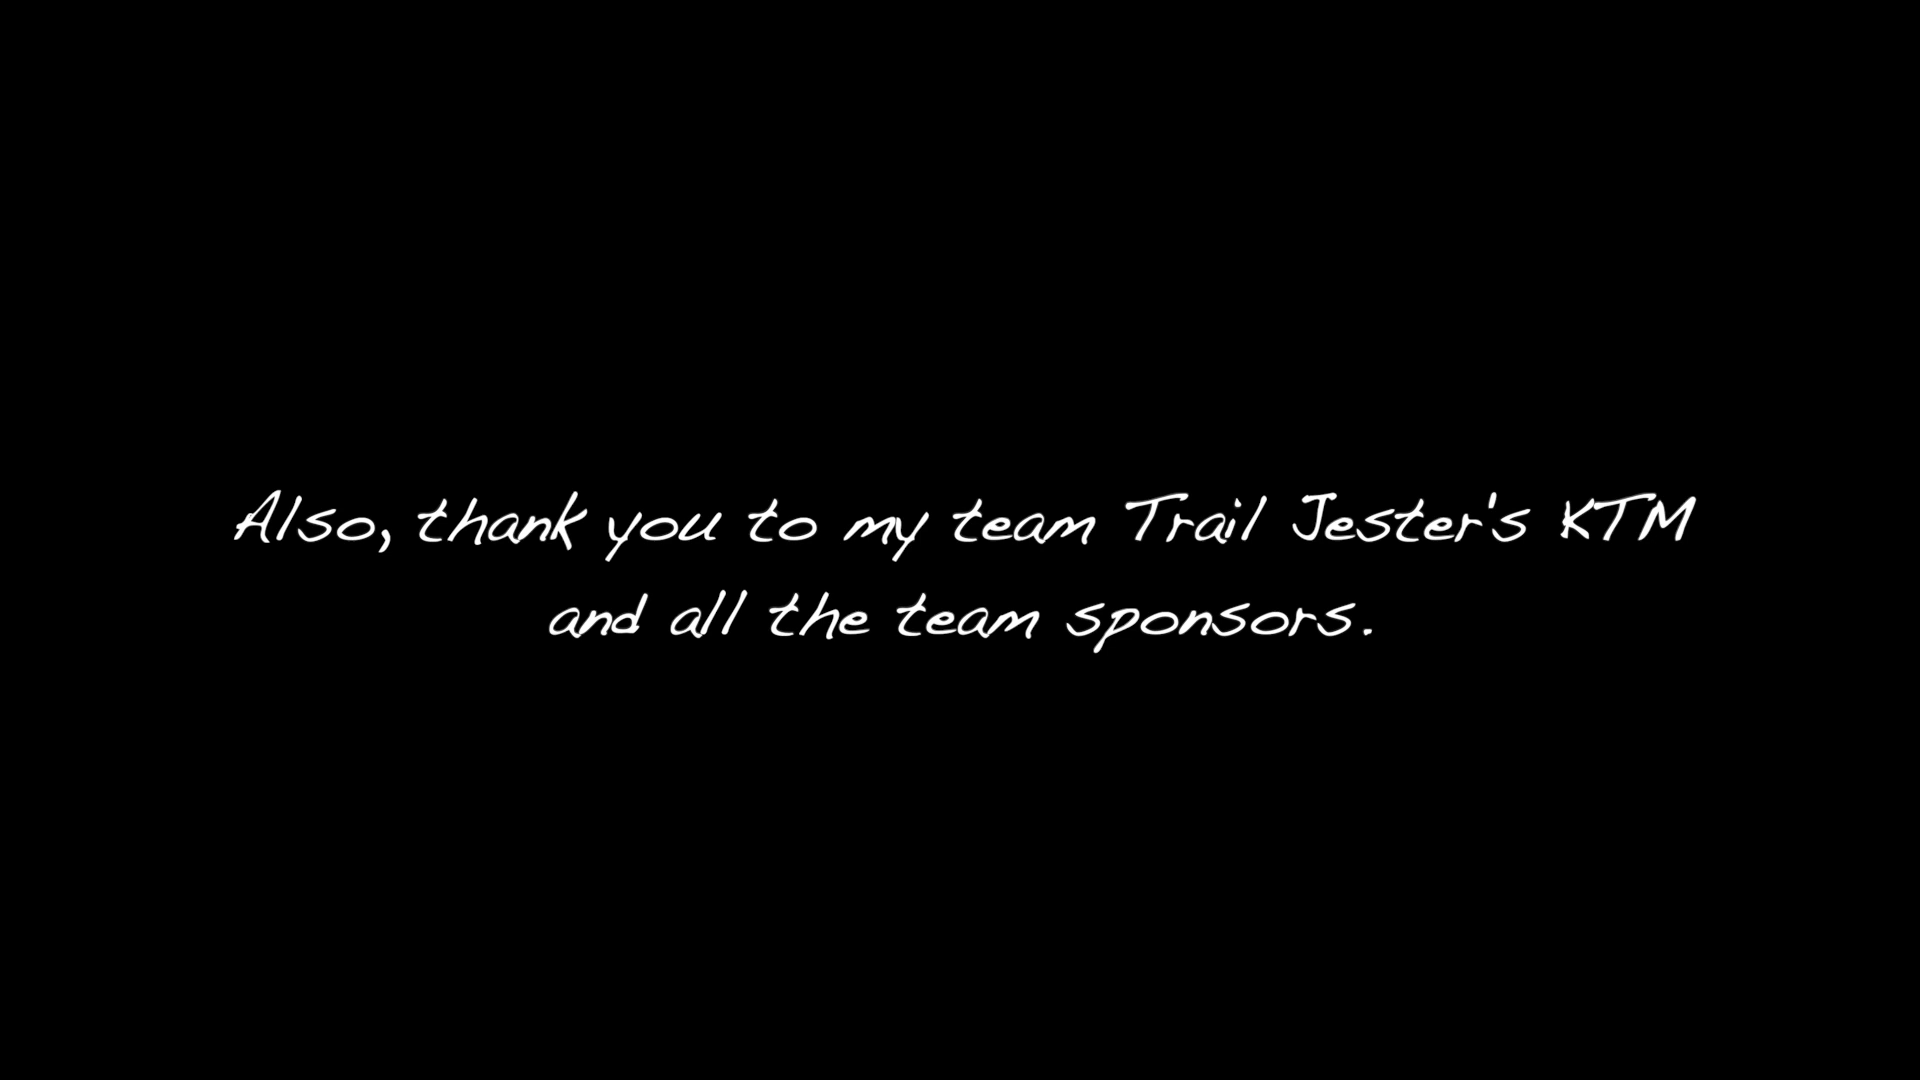 Also, thank you to my team Trail Jester's KTM
and all the team sponsors.